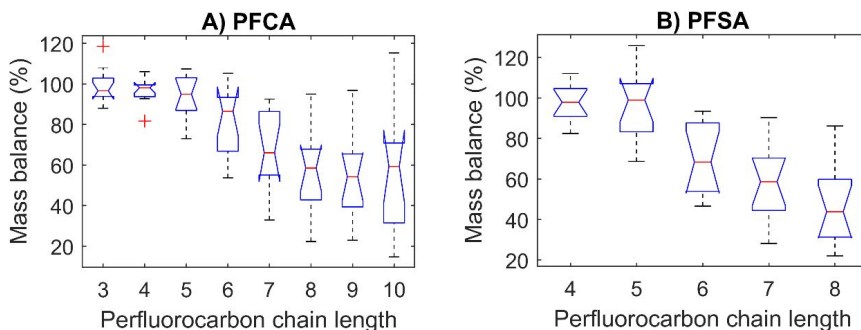 A) PFCA
Mass balance (%)
120
100
80
60
40
20
3 4 5 6 7 8 9 10
Perfluorocarbon chain length
B) PFSA
Mass balance (%)
120
100
80
60
40
20
4 5 6 7 8
Perfluorocarbon chain length